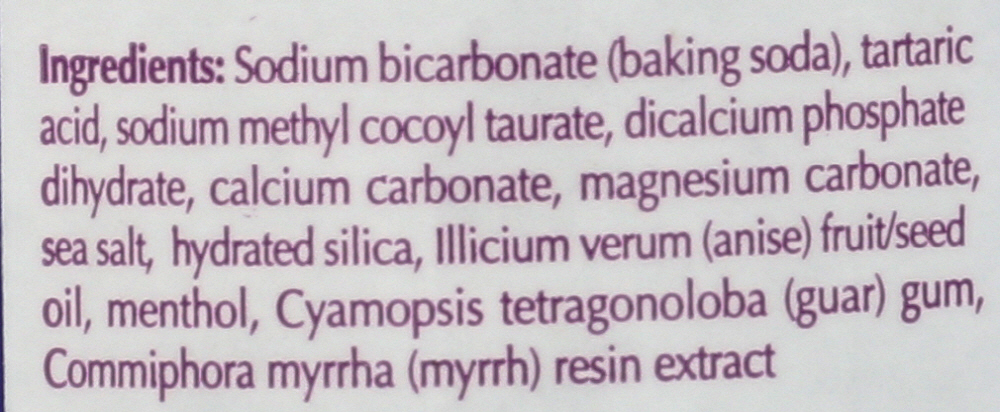 Ingredients: Sodium bicarbonate (baking soda), tartaric
acid, sodium methyl cocoyl taurate, dicalcium phosphate
dihydrate, calcium carbonate, magnesium carbonate,
sea salt, hydrated silica, Illicium verum (anise) fruit/seed
oil, menthol, Cyamopsis tetragonoloba (guar) gum,
Commiphora myrrha (myrrh) resin extract